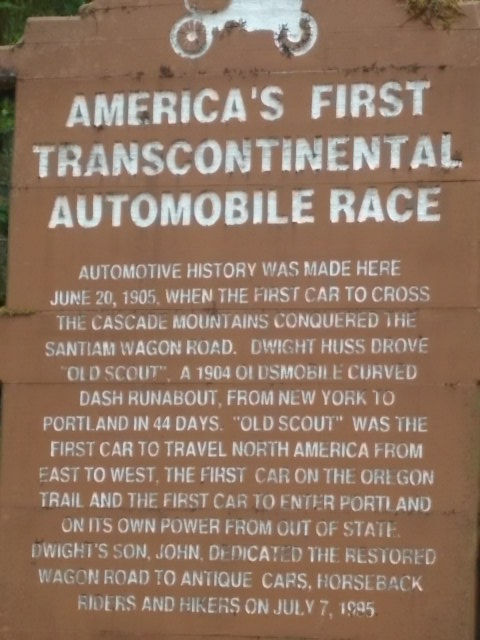 AMERICA'S FIRST
TRANSCONTINENTAL
AUTOMOBILE RACE
AUTOMOTIVE HISTORY WAS MADE HERE
JUNE 20, 1905, WHEN THE FIRST CAR TO CROSS
THE CASCADE MOUNTAINS CONQUERED THE
SANTIAM WAGON ROAD. DWIGHT HUSS DROVE
"OLD SCOUT", A 1904 OLDSMOBILE CURVED
DASH RUNABOUT, FROM NEW YORK TO
PORTLAND IN 44 DAYS. "OLD SCOUT" WAS THE
FIRST CAR TO TRAVEL NORTH AMERICA FROM
EAST TO WEST, THE FIRST CAR ON THE OREGON
TRAIL AND THE FIRST CAR TO ENTER PORTLAND
ON ITS OWN POWER FROM OUT OF STATE.
DWIGHT'S SON, JOHN, DEDICATED THE RESTORED
WAGON ROAD TO ANTIQUE CARS, HORSEBACK
RIDERS AND HIKERS ON JULY 7, 1995